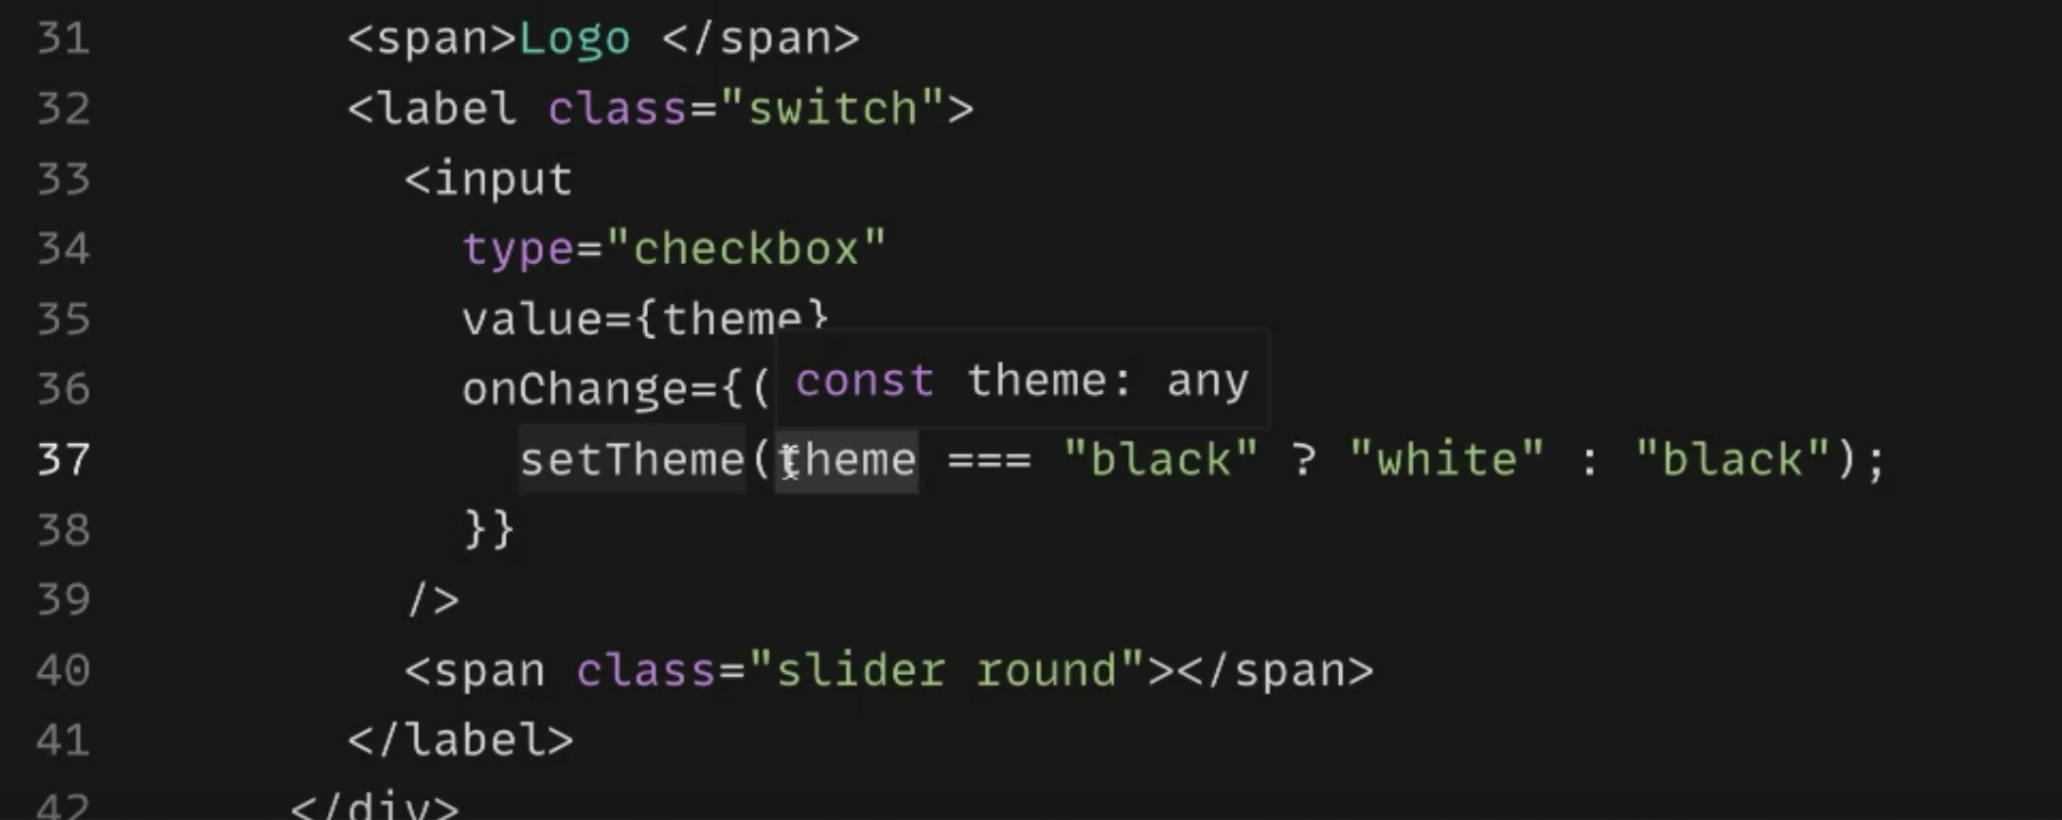 31 <span>Logo </span>
32 <label class="switch">
33 <input
34 type="checkbox"
35 value={theme}
36 onChange={(
const theme: any
37 setTheme(theme === "black" ? "white" : "black");
38 }}
39 />
40 <span class="slider round"></span>
41 </label>
42 </div>